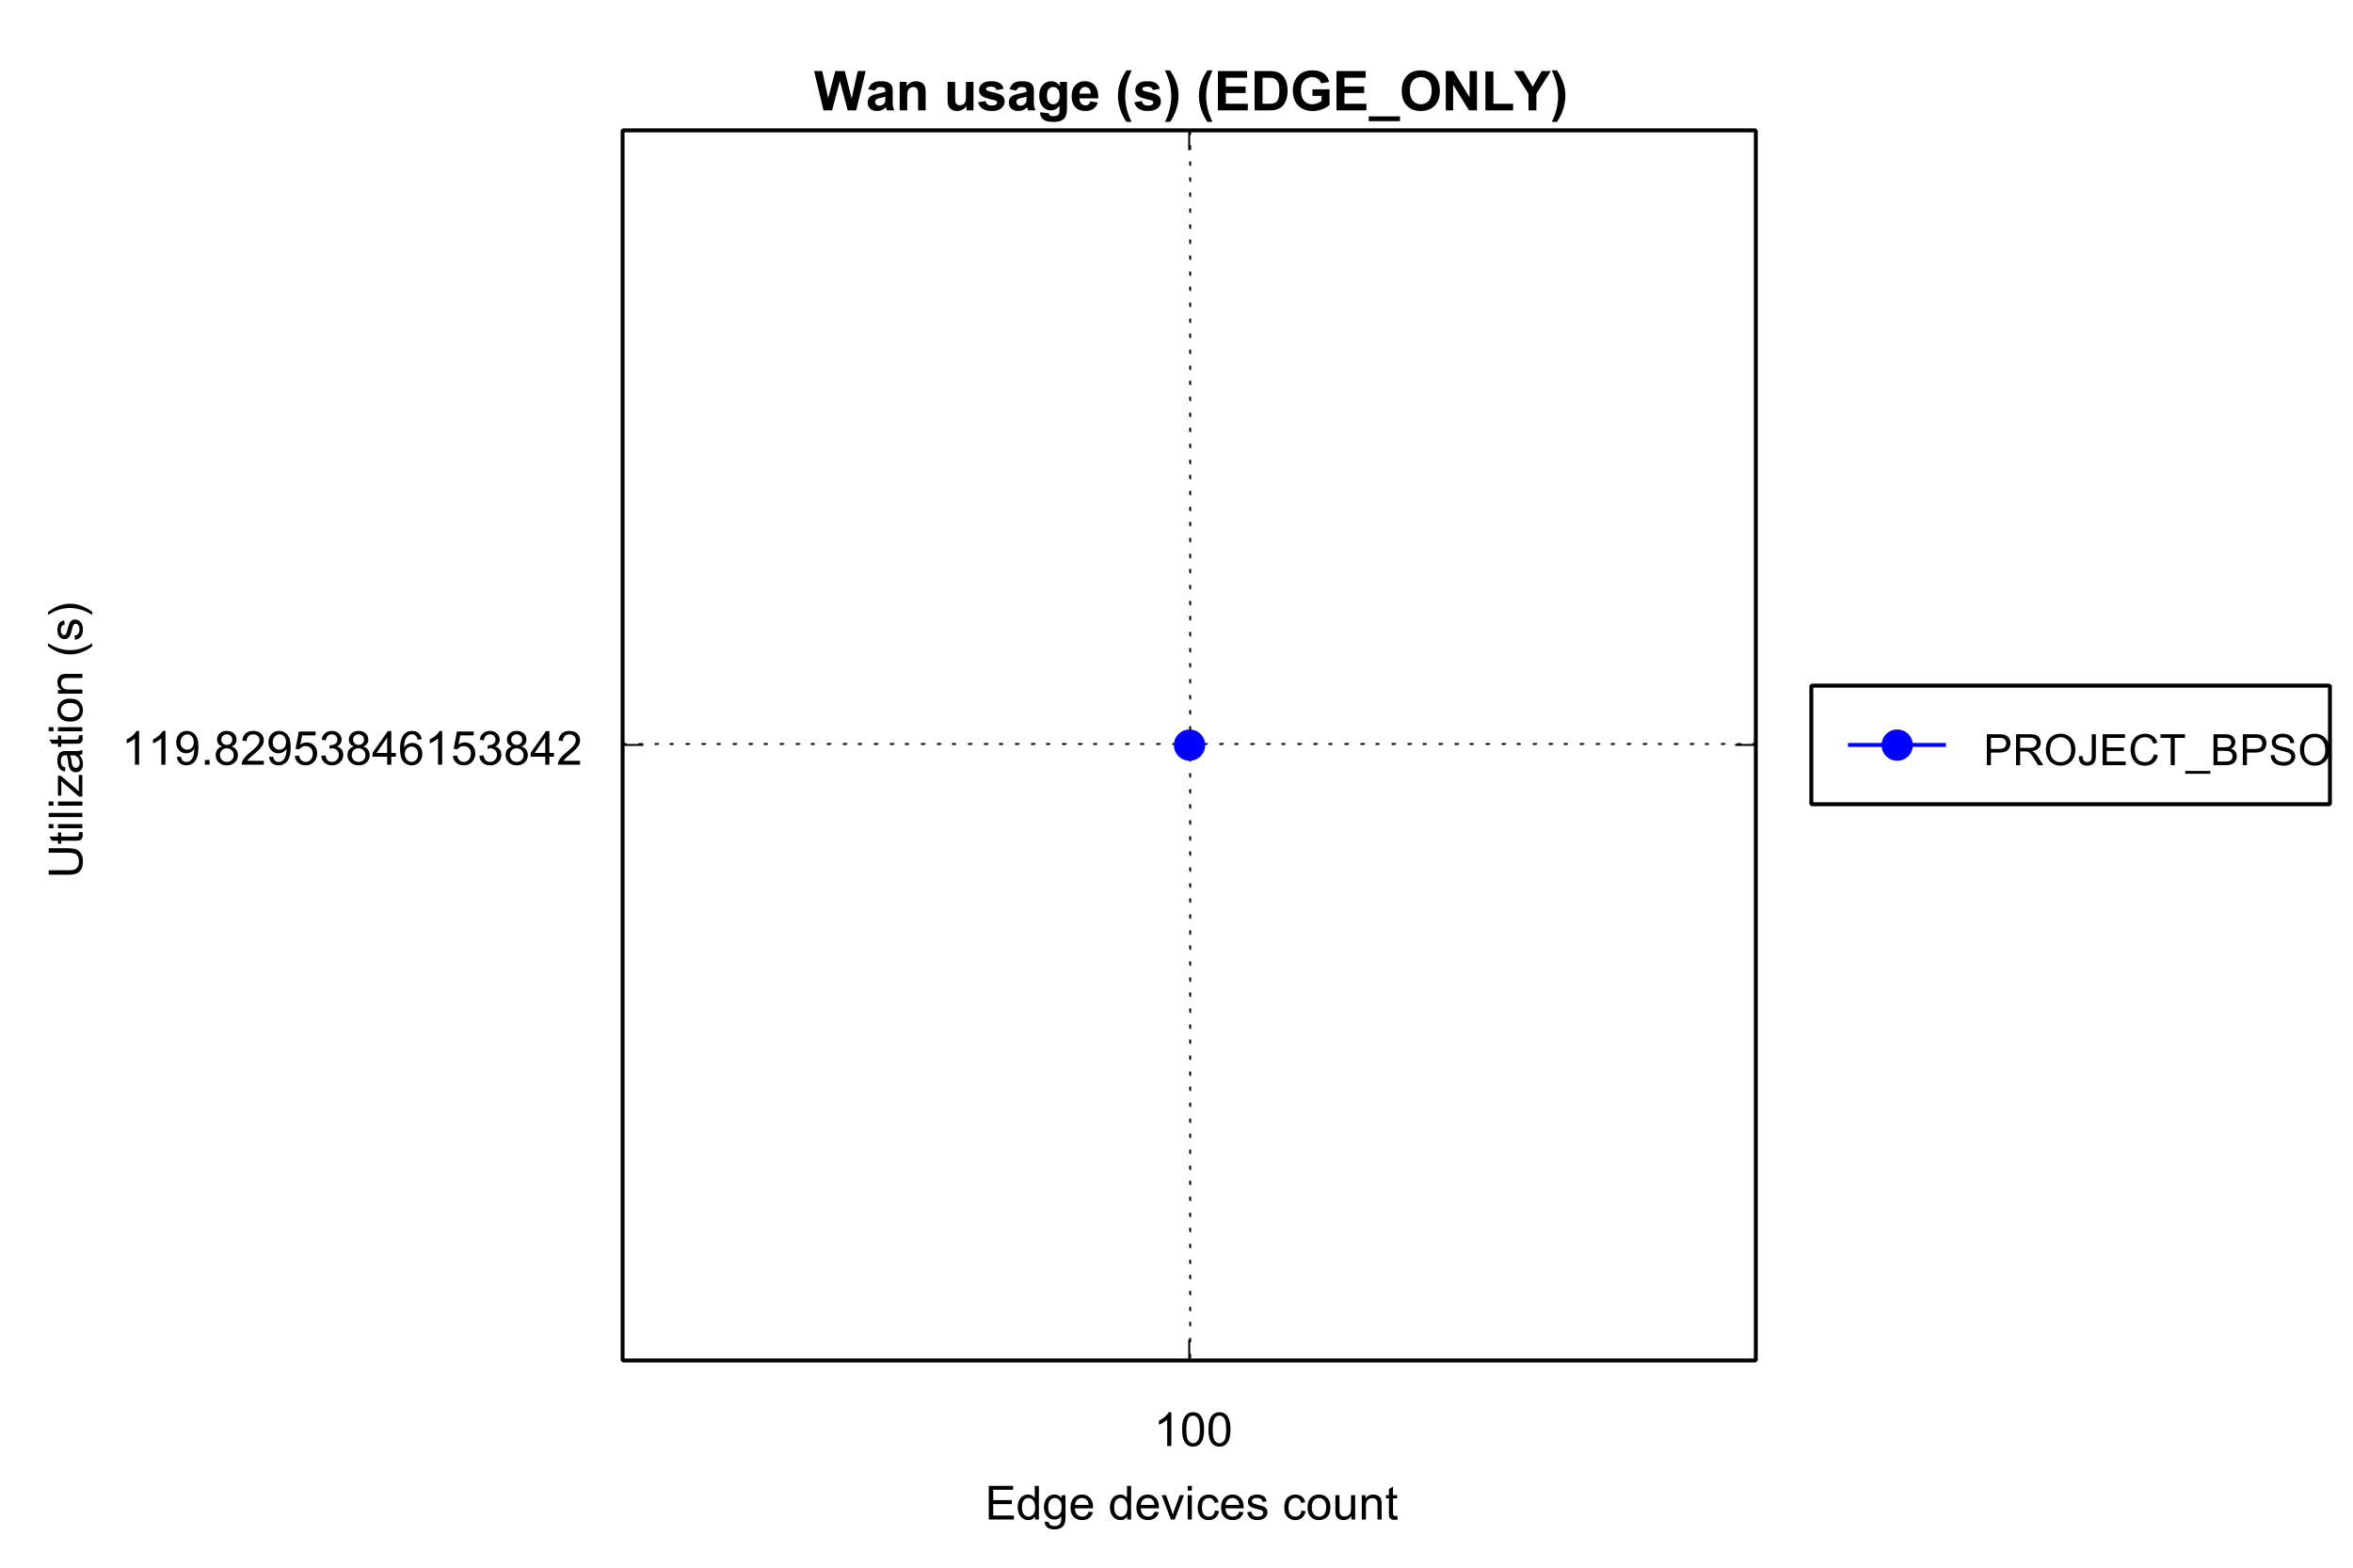 Wan usage (s) (EDGE_ONLY)
Utilization (s)
119.82953846153842
PROJECT_BPSO
100
Edge devices count